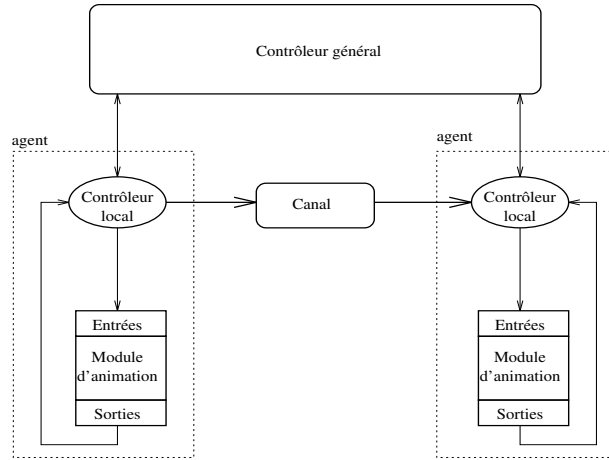 Contrôleur général
agent
agent
Contrôleur
local
Canal
Contrôleur
local
Entrées
Module
d'animation
Sorties
Entrées
Module
d'animation
Sorties